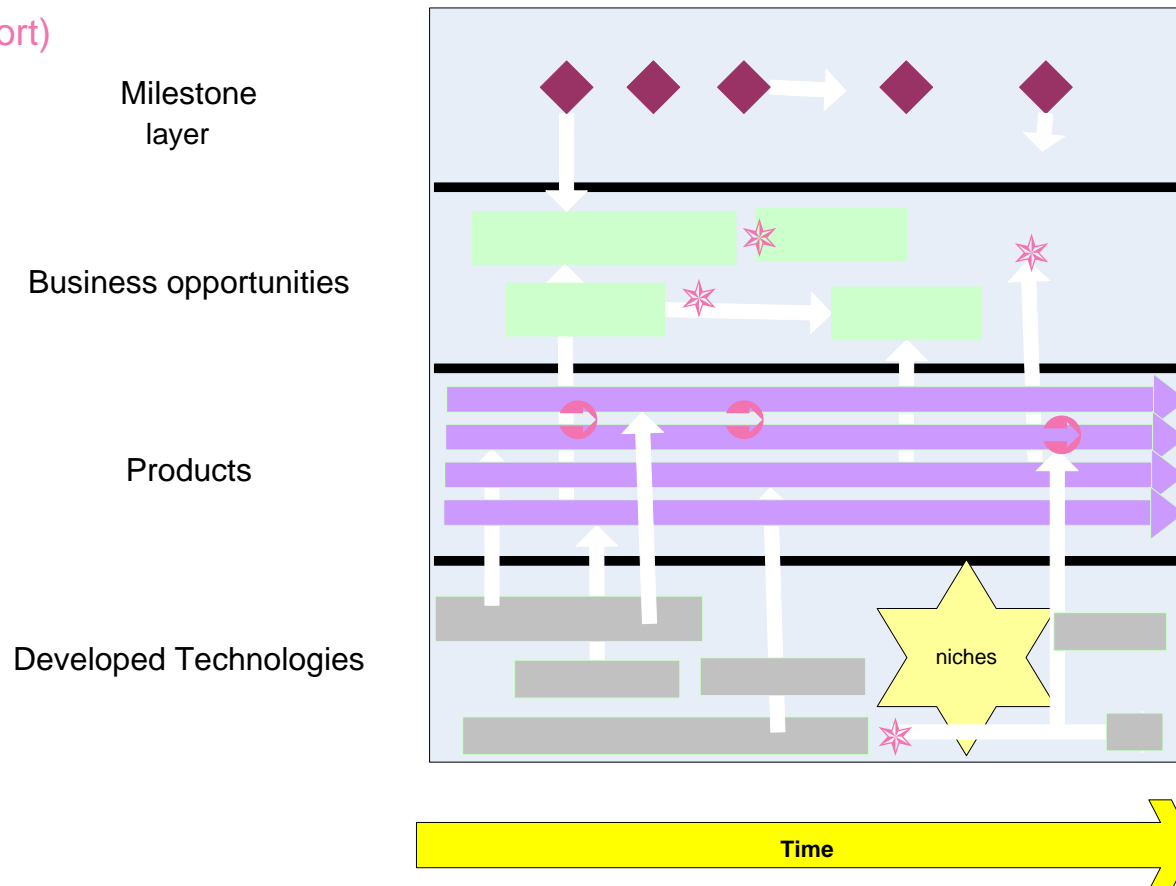 ort)
Milestone
layer
Business opportunities
Products
Developed Technologies
niches
Time